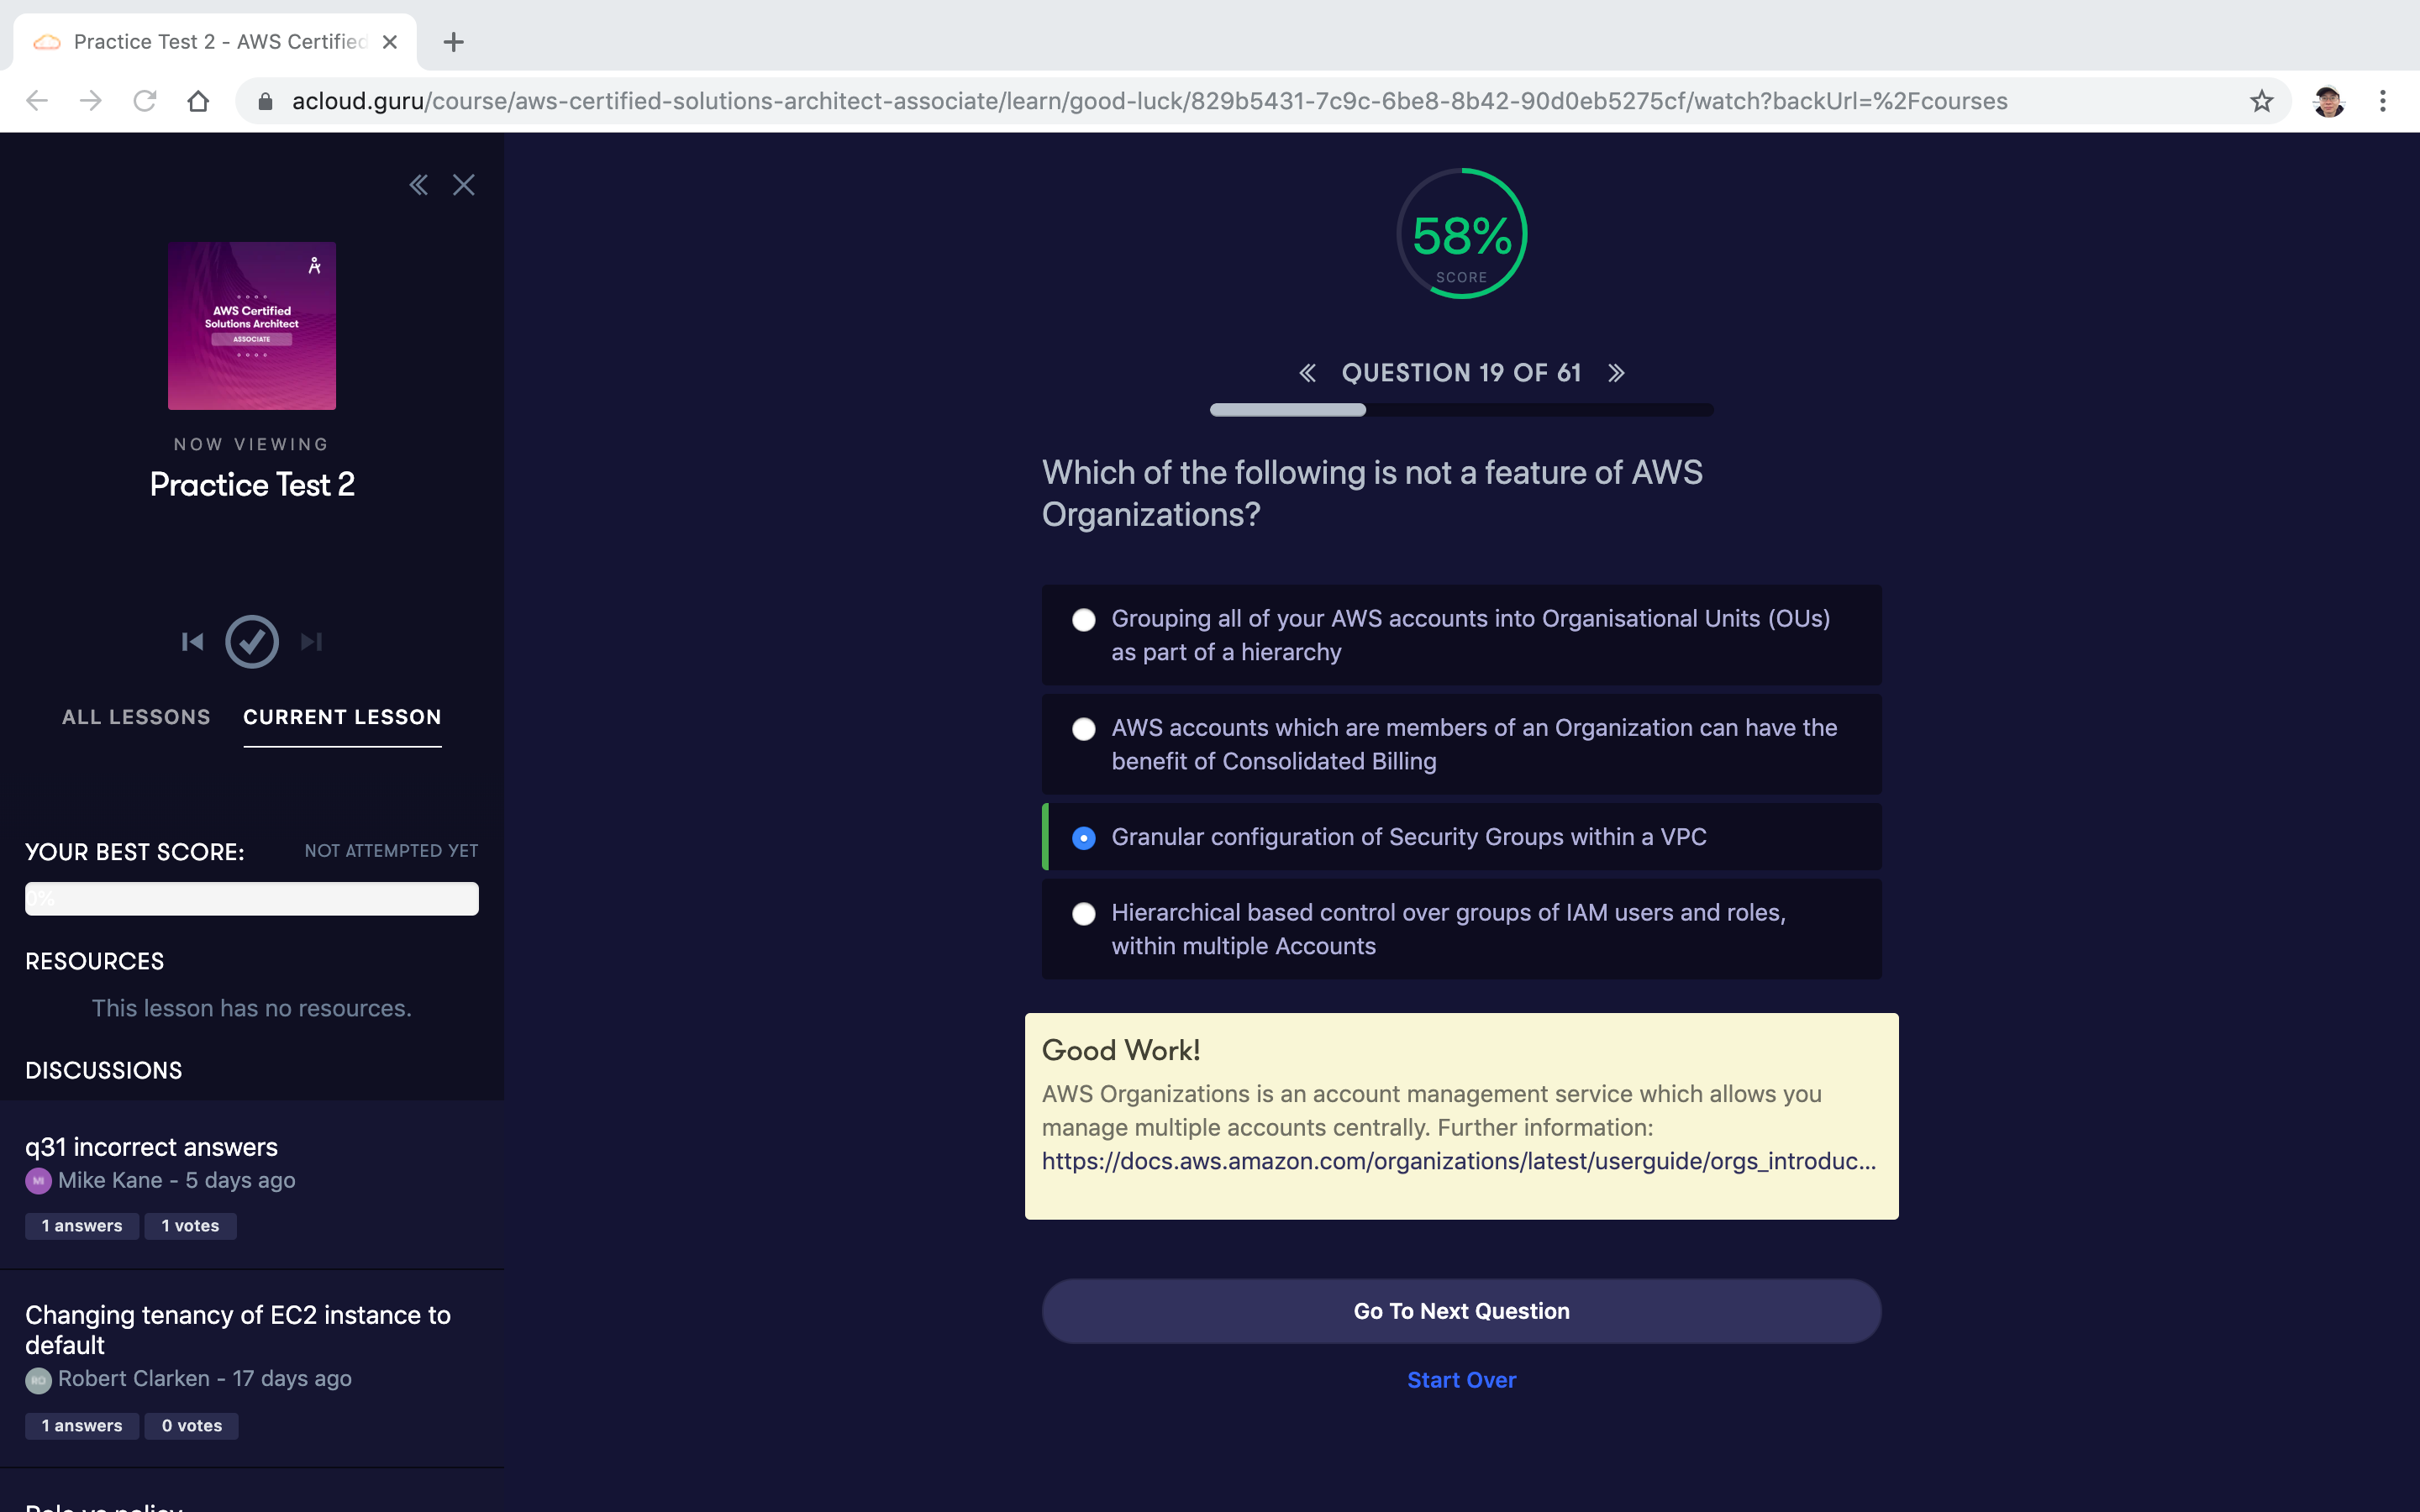 Practice Test 2 - AWS Certified
acloud.guru/course/aws-certified-solutions-architect-associate/learn/good-luck/829b5431-7c9c-6be8-8b42-90d0eb5275cf/watch?backUrl=%2Fcourses
AWS Certified
Solutions Architect
ASSOCIATE
NOW VIEWING
Practice Test 2
ALL LESSONS
CURRENT LESSON
YOUR BEST SCORE:
NOT ATTEMPTED YET
0%
RESOURCES
This lesson has no resources.
DISCUSSIONS
q31 incorrect answers
MI
Mike Kane - 5 days ago
1 answers
1 votes
Changing tenancy of EC2 instance to
default
Robert Clarken - 17 days ago
1 answers
0 votes
58%
SCORE
QUESTION 19 OF 61
Which of the following is not a feature of AWS
Organizations?
Grouping all of your AWS accounts into Organisational Units (OUs)
as part of a hierarchy
AWS accounts which are members of an Organization can have the
benefit of Consolidated Billing
Granular configuration of Security Groups within a VPC
Hierarchical based control over groups of IAM users and roles,
within multiple Accounts
Good Work!
AWS Organizations is an account management service which allows you
manage multiple accounts centrally. Further information:
https://docs.aws.amazon.com/organizations/latest/userguide/orgs_introduc...
Go To Next Question
Start Over